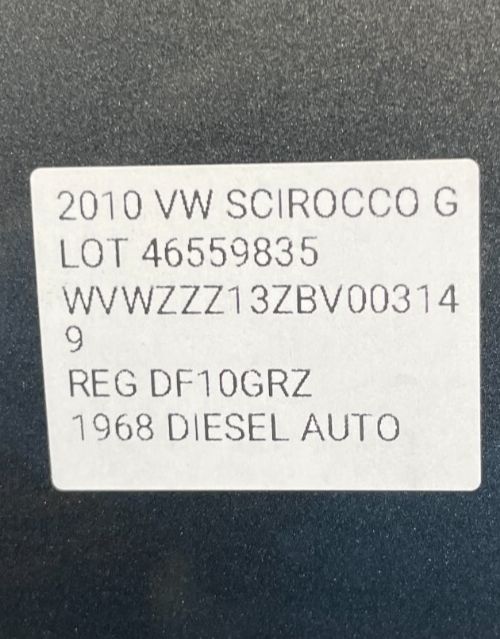 2010 VW SCIROCCO G
LOT 46559835
WVWZZZ13ZBV00314
9
REG DF10GRZ
1968 DIESEL AUTO